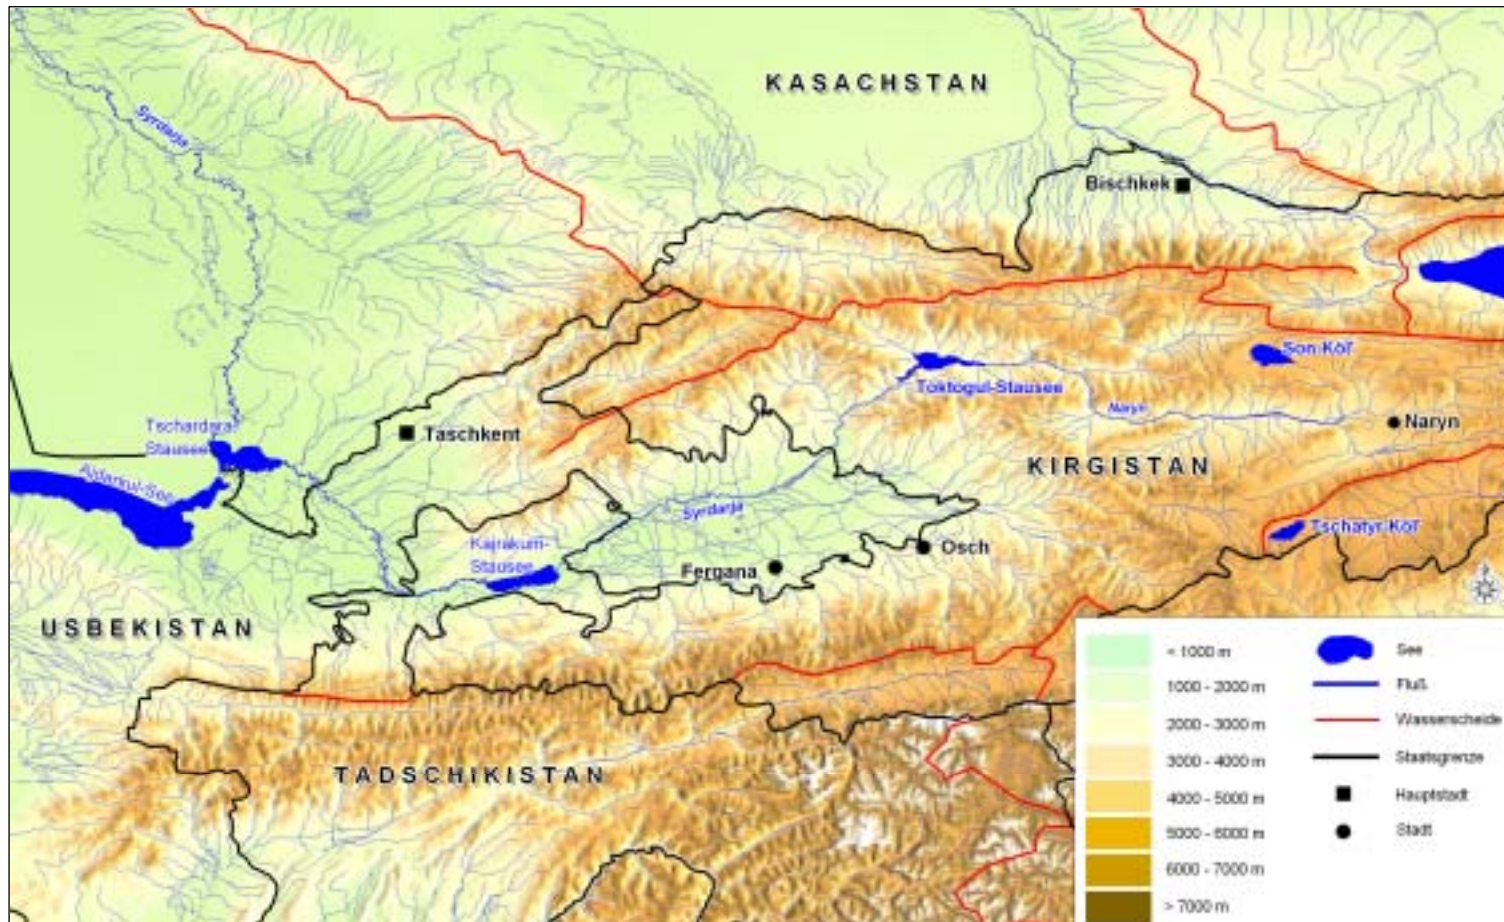 KASACHSTAN
Syrdarja
Bischkek
Son-Köl'
Toktogul-Stausee
Naryn
Naryn
Tschardara-
Stausee
Taschkent
KIRGISTAN
Ajdarkul-See
Syrdarja
Tschatyr-Köl'
Kajrakum-
Stausee
Osch
Fergana
USBEKISTAN
TADSCHIKISTAN
< 1000 m
1000 - 2000 m
2000 - 3000 m
3000 - 4000 m
4000 - 5000 m
5000 - 6000 m
6000 - 7000 m
> 7000 m
See
Fluß
Wasserscheide
Staatsgrenze
Hauptstadt
Stadt